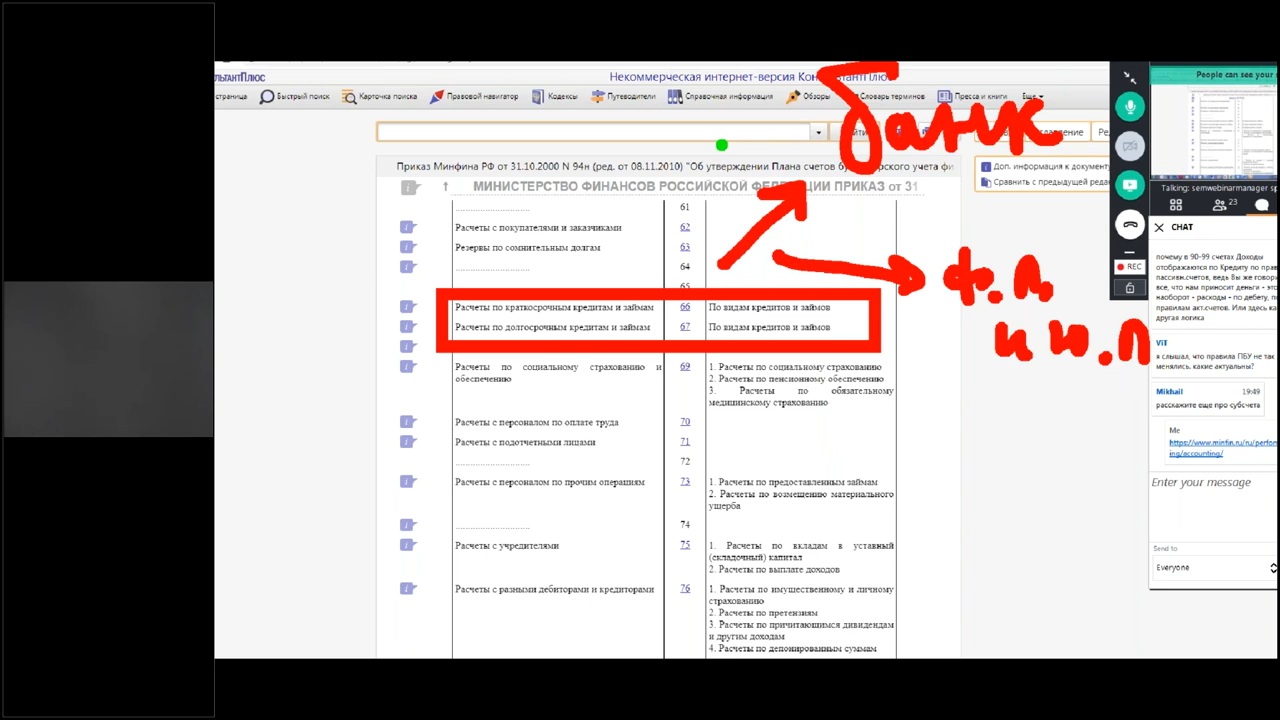 Некоммерческая интернет-версия КонсультантПлюс
Быстрый поиск
Карточка поиска
Правовой навигатор
Кодексы
Путеводители
Справочная информация
Обзоры
Словарь терминов
Пресса и книги
Еще
банк
Приказ Минфина РФ
94н (ред. от 08.11.2010) "Об утверждении Плана счетов
учета фи
Доп. информация к документу
Сравнить с предыдущей редак
МИНИСТЕРСТВО ФИНАНСОВ РОССИЙСКОЙ ФЕДЕРАЦИИ ПРИКАЗ от 31
61
Расчеты с покупателями и заказчиками 62
Резервы по сомнительным долгам 63
64
65
Расчеты по краткосрочным кредитам и займам 66 По видам кредитов и займов
Расчеты по долгосрочным кредитам и займам 67 По видам кредитов и займов
ф.л.
и ю.л
Расчеты по социальному страхованию и 69 1. Расчеты по социальному страхованию
обеспечению 2. Расчеты по пенсионному обеспечению
3. Расчеты по обязательному
медицинскому страхованию
Расчеты с персоналом по оплате труда 70
Расчеты с подотчетными лицами 71
72
Расчеты с персоналом по прочим операциям 73 1. Расчеты по предоставленным займам
2. Расчеты по возмещению материального
ущерба
74
Расчеты с учредителями 75 1. Расчеты по вкладам в уставный
(складочный) капитал
2. Расчеты по выплате доходов
Расчеты с разными дебиторами и кредиторами 76 1. Расчеты по имущественному и личному
страхованию
2. Расчеты по претензиям
3. Расчеты по причитающимся дивидендам
и другим доходам
4. Расчеты по депонированным суммам
REC
People can see your
Talking: semwebinarmanager sp
23
CHAT
почему в 90-99 счетах Доходы
отображаются по Кредиту по прав
пассивн.счетов, ведь Вы же говори
все, что нам приносит деньги - это
наоборот - расходы - по дебету, п
правилам акт.счетов. Или здесь ка
другая логика
ViT
я слышал, что правила ПБУ не так
менялись, какие актуальны?
Mikhail 19:49
расскажите еще про субсчета
Me
https://www.minfin.ru/ru/perfom
ing/accounting/
Enter your message
Send to
Everyone